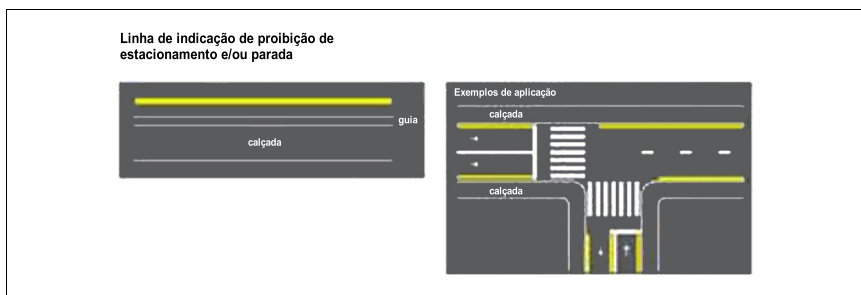 Linha de indicação de proibição de
estacionamento e/ou parada
guia
calçada
Exemplos de aplicação
calçada
calçada